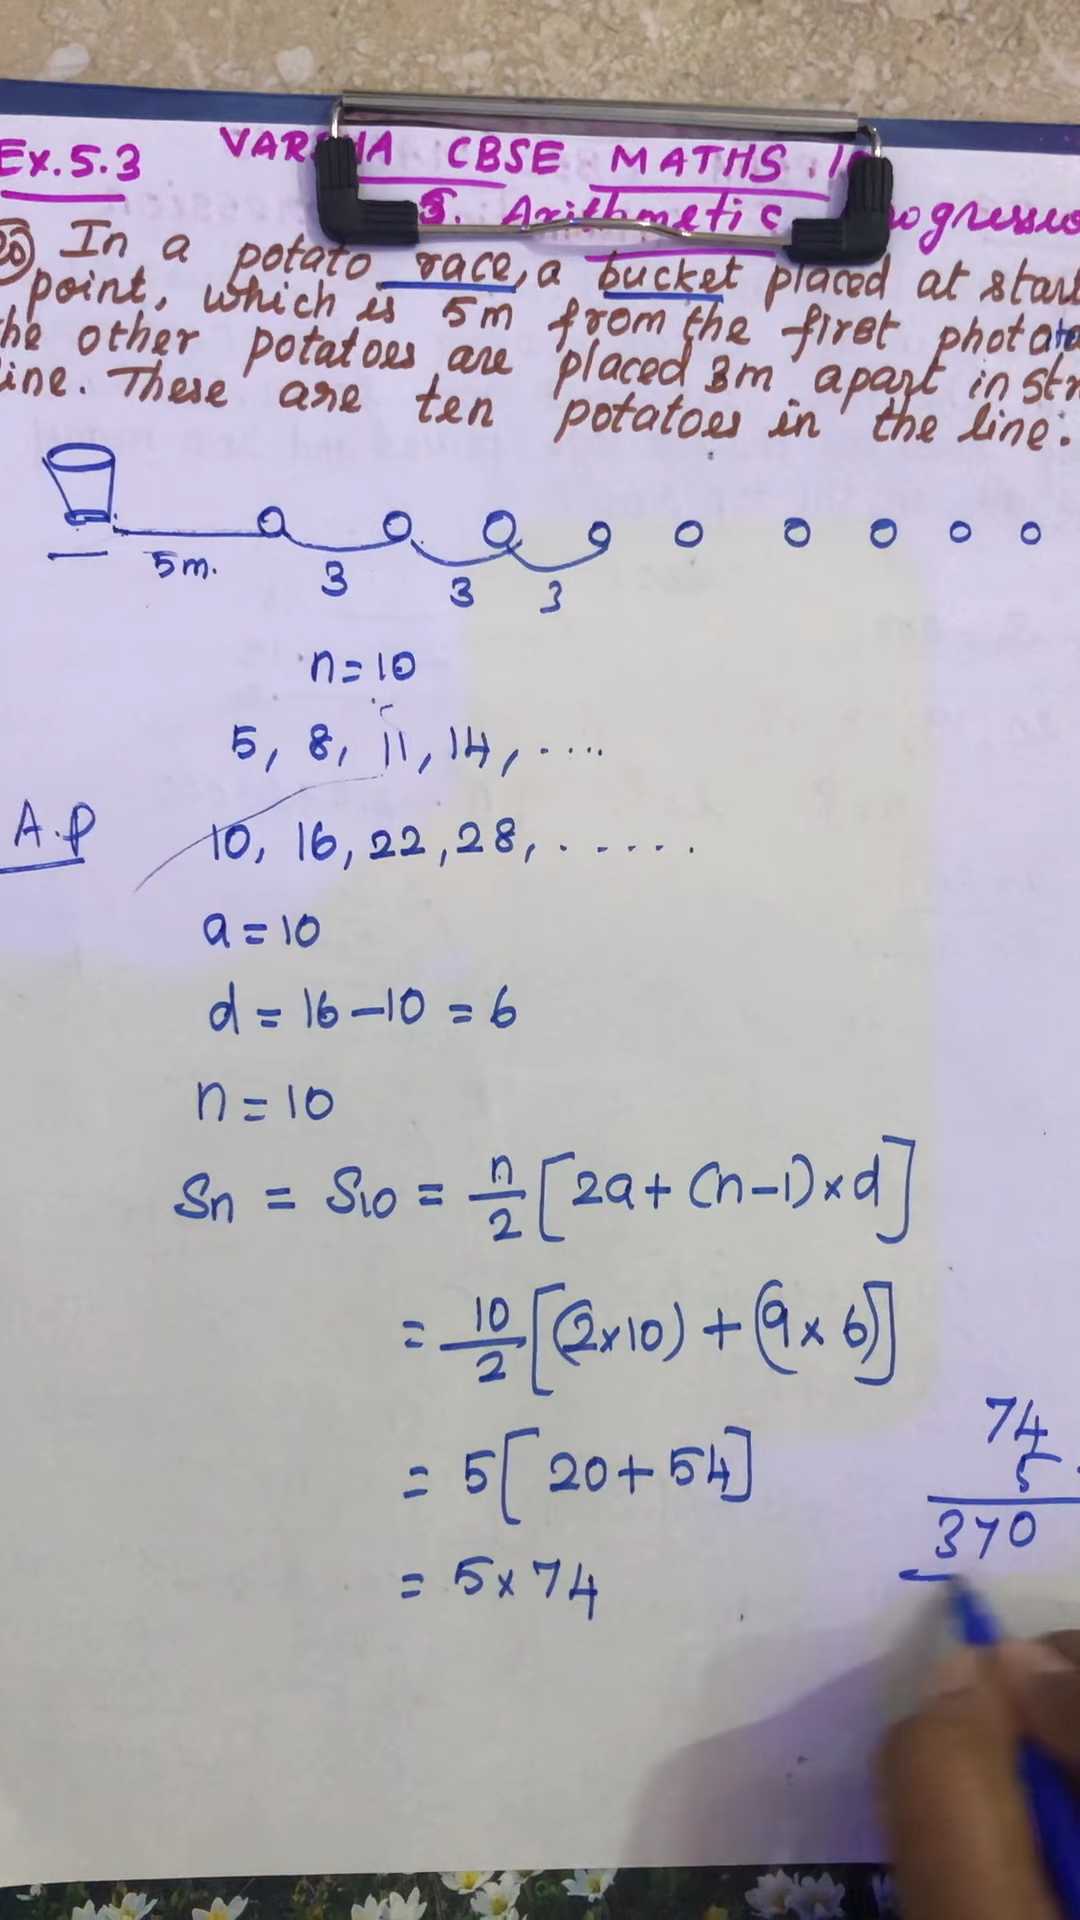 Ex.5.3 CBSE MATHS
5. Arithmetic
In a potato race, a bucket placed at start
point, which is 5m from the first
other potatoes are placed 3m apart in
These are ten potatoes in the line.
5m. 3 3 3
n=10
5, 8, 11, 14, ....
A.P 10, 16, 22, 28, ......
a = 10
d = 16 – 10 = 6
n = 10
Sn = S10 = n/2 [2a + (n-1) x d]
= 10/2 [(2x10) + (9 x 6)]
= 5[20+54]
= 5 x 74
74
5
370